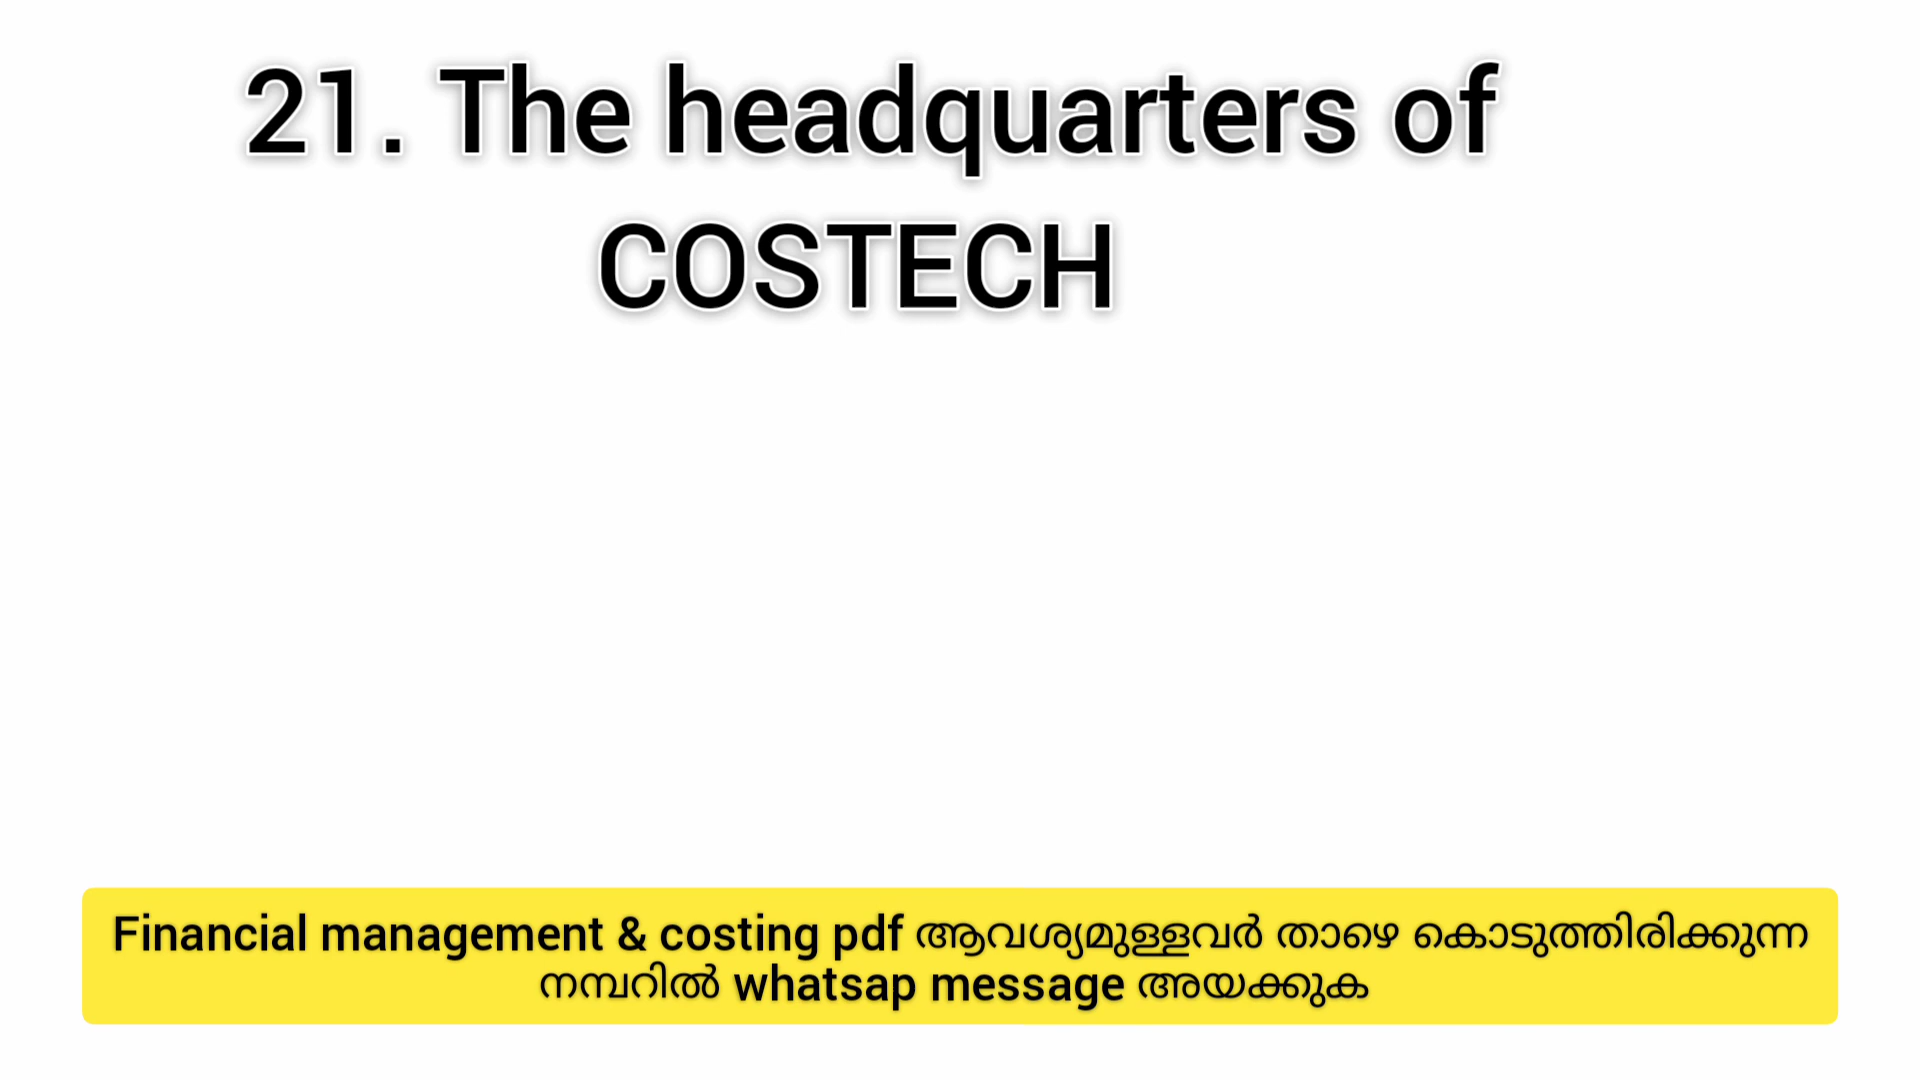 21. The headquarters of
COSTECH
Financial management & costing pdf ആവശ്യമുള്ളവർ താഴെ കൊടുത്തിരിക്കുന്ന
നമ്പറിൽ whatsap message അയക്കുക